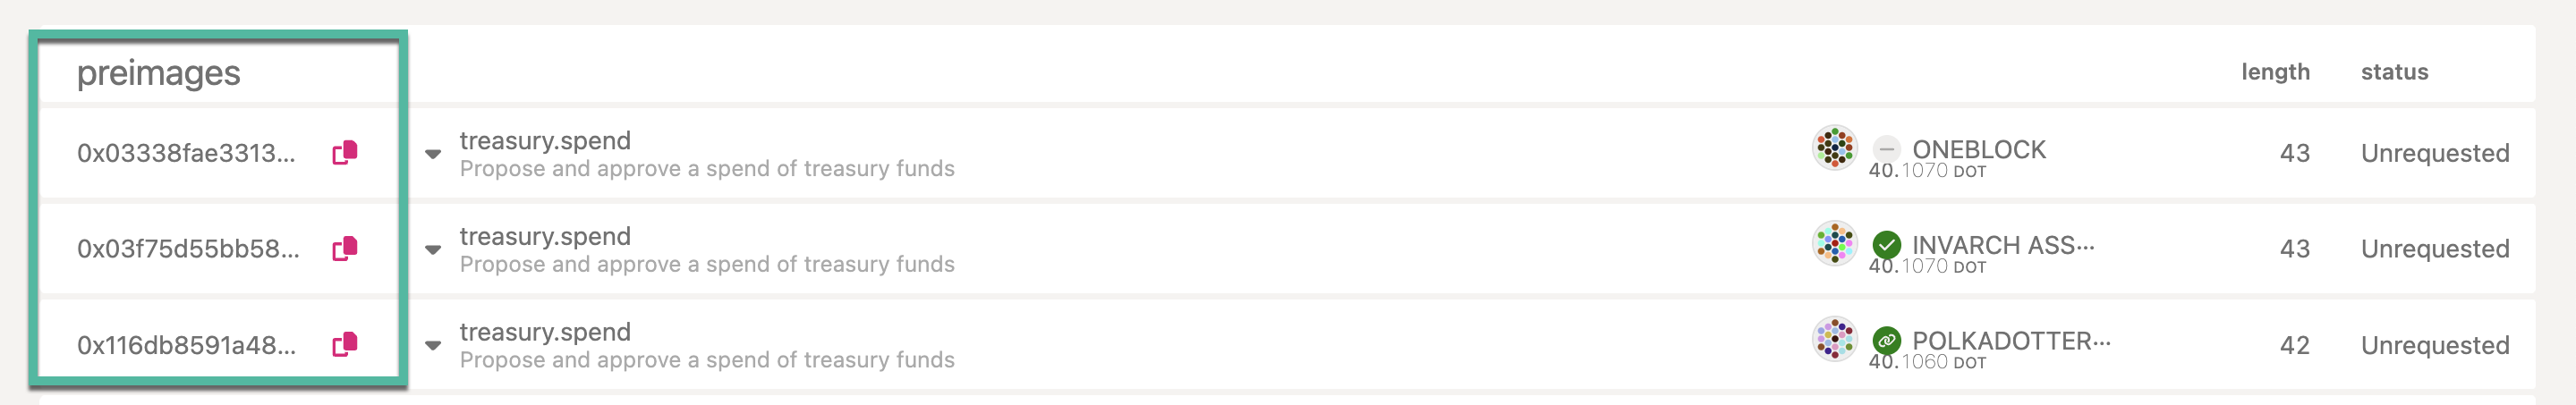 preimages length status
0x03338fae3313... treasury.spend ONEBLOCK 43 Unrequested
Propose and approve a spend of treasury funds 40.1070 DOT
0x03f75d55bb58... treasury.spend INVARCH ASS... 43 Unrequested
Propose and approve a spend of treasury funds 40.1070 DOT
0x116db8591a48... treasury.spend POLKADOTTER... 42 Unrequested
Propose and approve a spend of treasury funds 40.1060 DOT